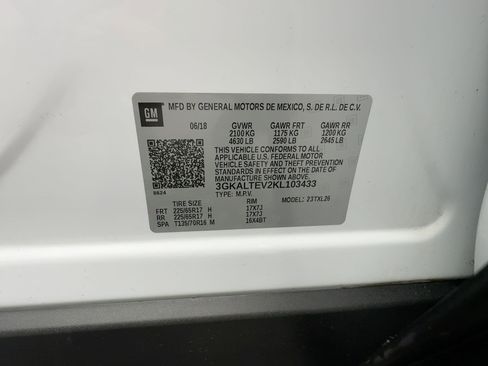 GM
MFD BY GENERAL MOTORS DE MEXICO, S. DE R.L. DE C.V.
06/18 GVWR GAWR FRT GAWR RR
2100 KG 1175 KG 1200 KG
4630 LB 2590 LB 2645 LB
THIS VEHICLE CONFORMS TO ALL
APPLICABLE U.S. FEDERAL MOTOR
VEHICLE SAFETY AND THEFT PREVENTION
STANDARDS IN EFFECT ON THE DATE OF
MANUFACTURE SHOWN ABOVE.
3GKALTEV2KL103433
TYPE: M.P.V. MODEL: 23TXL26
TIRE SIZE RIM
FRT 225/65R17 H 17X7J
RR 225/65R17 H 17X7J
SPA T135/70R16 M 16X4BT